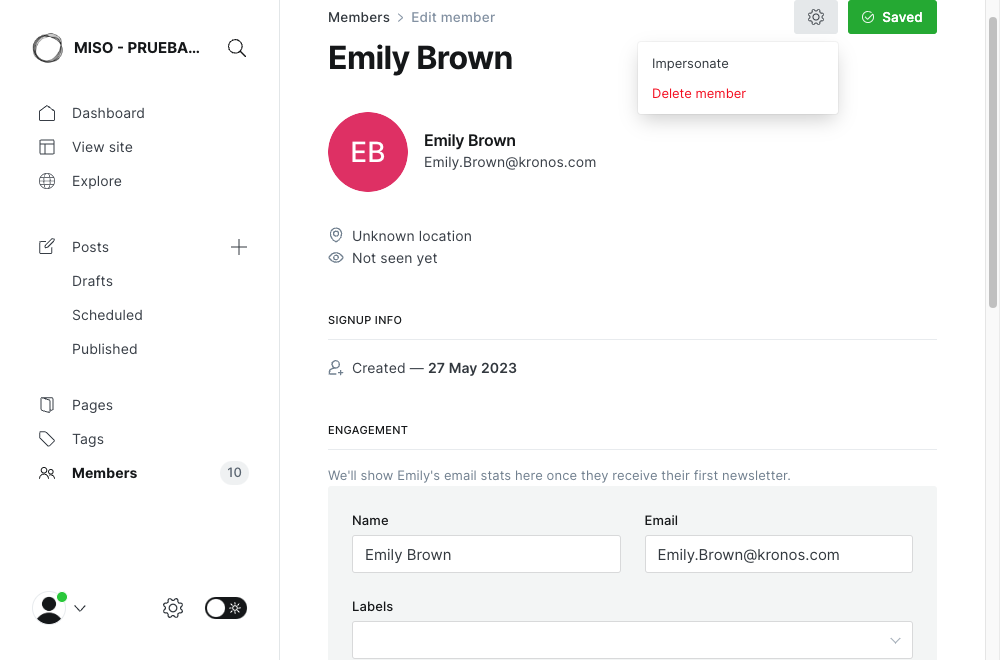 MISO - PRUEBA...
Dashboard
View site
Explore
Posts
Drafts
Scheduled
Published
Pages
Tags
Members
10
Members
Edit member
Saved
Emily Brown
Impersonate
Delete member
EB
Emily Brown
Emily.Brown@kronos.com
Unknown location
Not seen yet
SIGNUP INFO
Created — 27 May 2023
ENGAGEMENT
We'll show Emily's email stats here once they receive their first newsletter.
Name
Email
Emily Brown
Emily.Brown@kronos.com
Labels